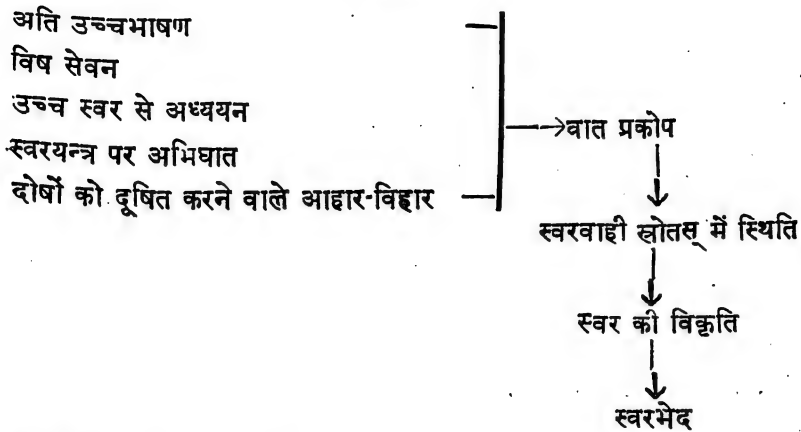 अति उच्चभाषण
विष सेवन
उच्च स्वर से अध्ययन
स्वरयन्त्र पर अभिघात
दोषों को दूषित करने वाले आहार-विहार
वात प्रकोप
स्वरवाही स्रोतस् में स्थिति
स्वर की विकृति
स्वरभेद